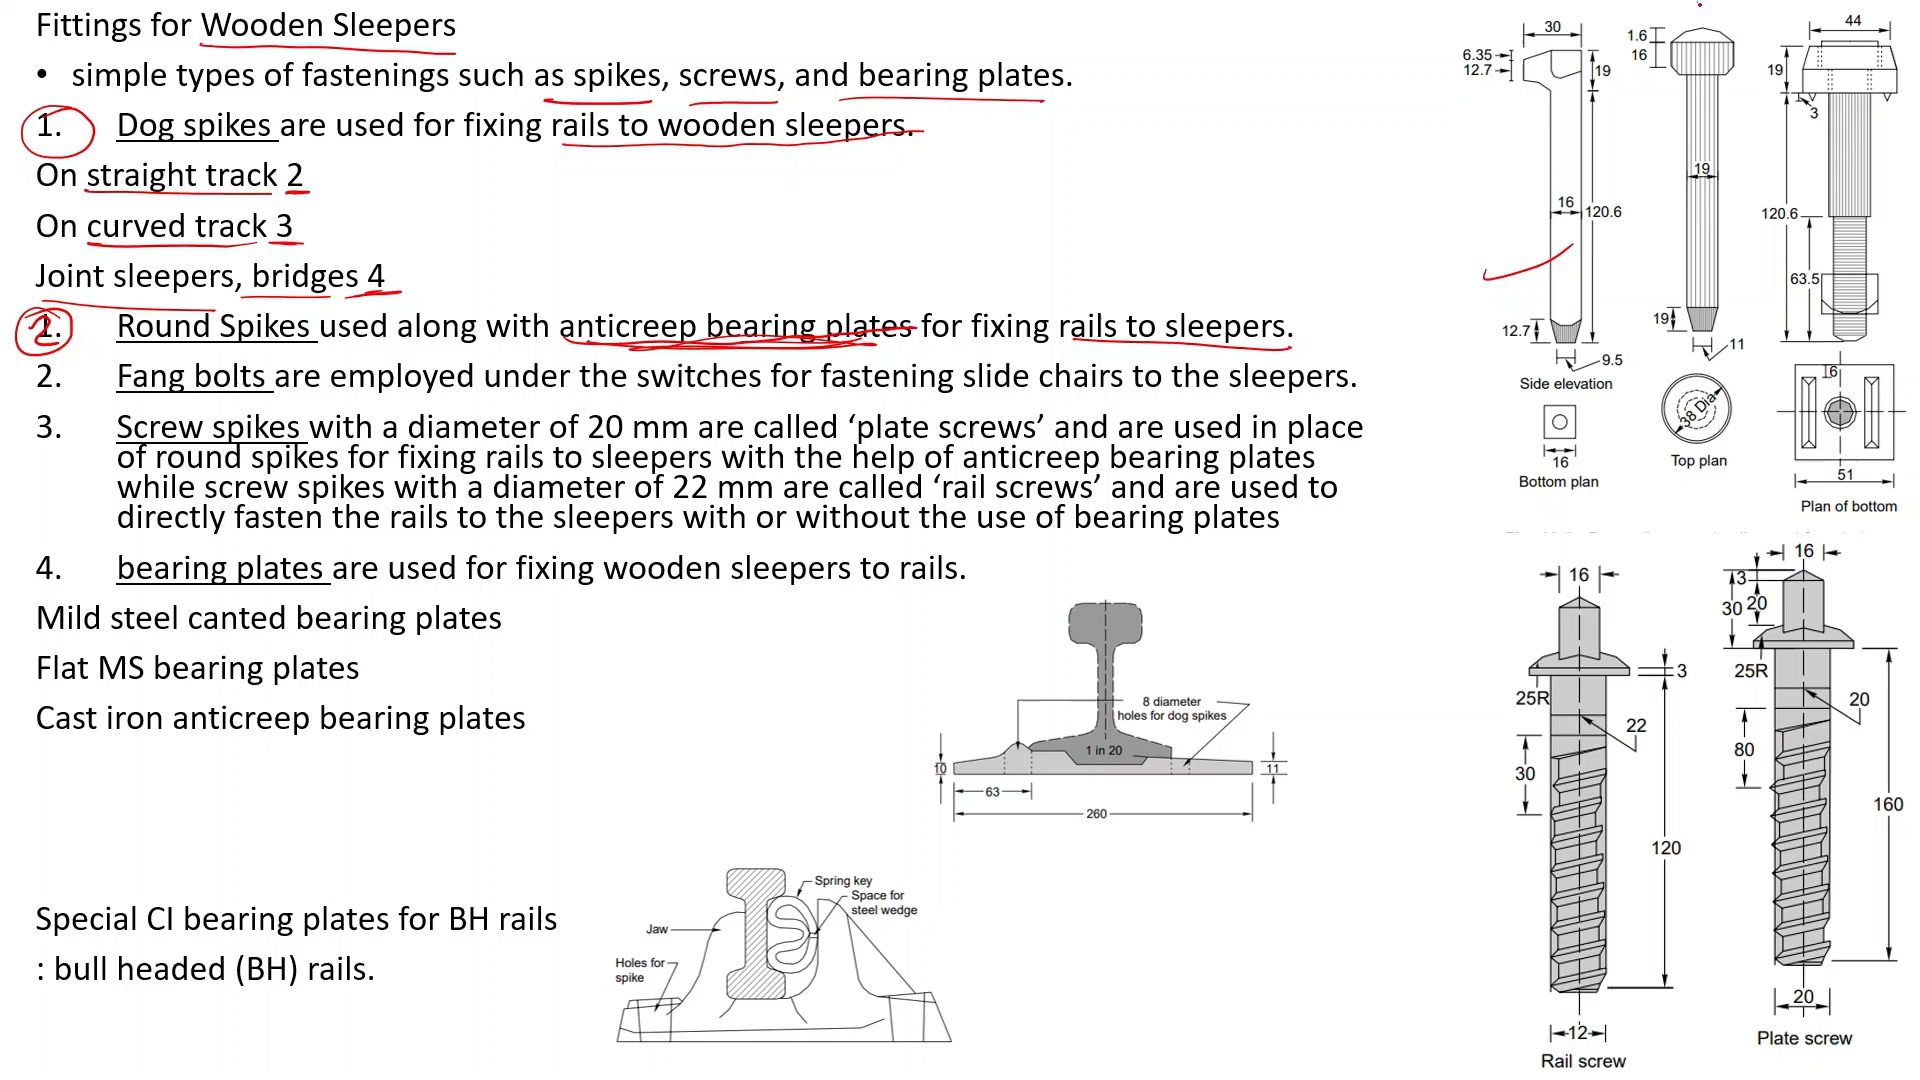 Fittings for Wooden Sleepers
• simple types of fastenings such as spikes, screws, and bearing plates.
1. Dog spikes are used for fixing rails to wooden sleepers.
On straight track 2
On curved track 3
Joint sleepers, bridges 4
2
1. Round Spikes used along with anticreep bearing plates for fixing rails to sleepers.
2. Fang bolts are employed under the switches for fastening slide chairs to the sleepers.
3. Screw spikes with a diameter of 20 mm are called ‘plate screws’ and are used in place
of round spikes for fixing rails to sleepers with the help of anticreep bearing plates
while screw spikes with a diameter of 22 mm are called ‘rail screws’ and are used to
directly fasten the rails to the sleepers with or without the use of bearing plates
4. bearing plates are used for fixing wooden sleepers to rails.
Mild steel canted bearing plates
Flat MS bearing plates
Cast iron anticreep bearing plates
Special CI bearing plates for BH rails
: bull headed (BH) rails.
30
6.35
12.7
19
16
120.6
12.7
9.5
Side elevation
16
Bottom plan
1.6
16
19
19
11
38 Dia
Top plan
44
19
3
120.6
63.5
6
51
Plan of bottom
8 diameter
holes for dog spikes
1 in 20
10
11
63
260
Spring key
Space for
steel wedge
Jaw
Holes for
spike
16
3
25R
22
30
120
12
Rail screw
16
3
30
20
25R
20
80
160
20
Plate screw